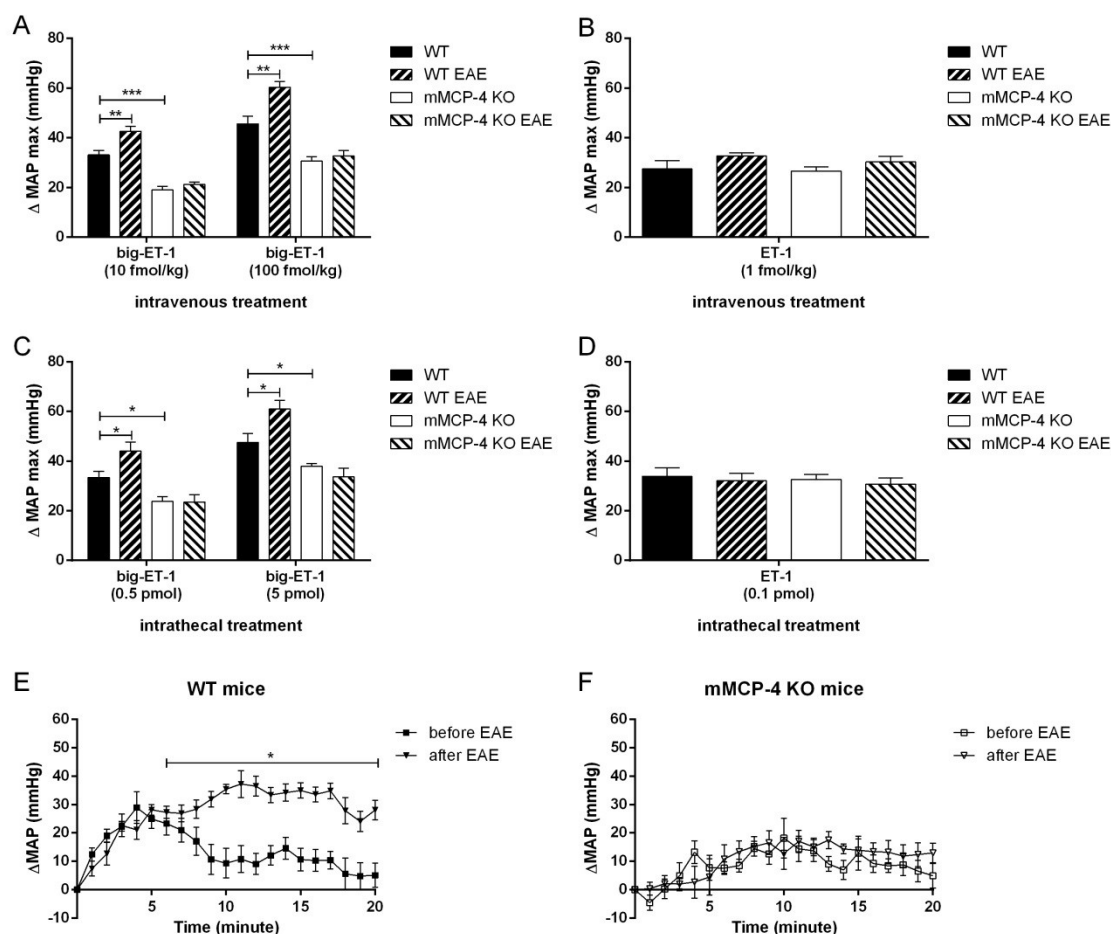 A
Δ MAP max (mmHg)
80
60
40
20
0
***
**
***
**
WT
WT EAE
mMCP-4 KO
mMCP-4 KO EAE
big-ET-1
(10 fmol/kg)
big-ET-1
(100 fmol/kg)
intravenous treatment
B
Δ MAP max (mmHg)
80
60
40
20
0
WT
WT EAE
mMCP-4 KO
mMCP-4 KO EAE
ET-1
(1 fmol/kg)
intravenous treatment
C
Δ MAP max (mmHg)
80
60
40
20
0
*
*
*
*
WT
WT EAE
mMCP-4 KO
mMCP-4 KO EAE
big-ET-1
(0.5 pmol)
big-ET-1
(5 pmol)
intrathecal treatment
D
Δ MAP max (mmHg)
80
60
40
20
0
WT
WT EAE
mMCP-4 KO
mMCP-4 KO EAE
ET-1
(0.1 pmol)
intrathecal treatment
E
WT mice
ΔMAP (mmHg)
60
50
40
30
20
10
0
-10
*
before EAE
after EAE
5
10
15
20
Time (minute)
F
mMCP-4 KO mice
ΔMAP (mmHg)
60
50
40
30
20
10
0
-10
before EAE
after EAE
5
10
15
20
Time (minute)